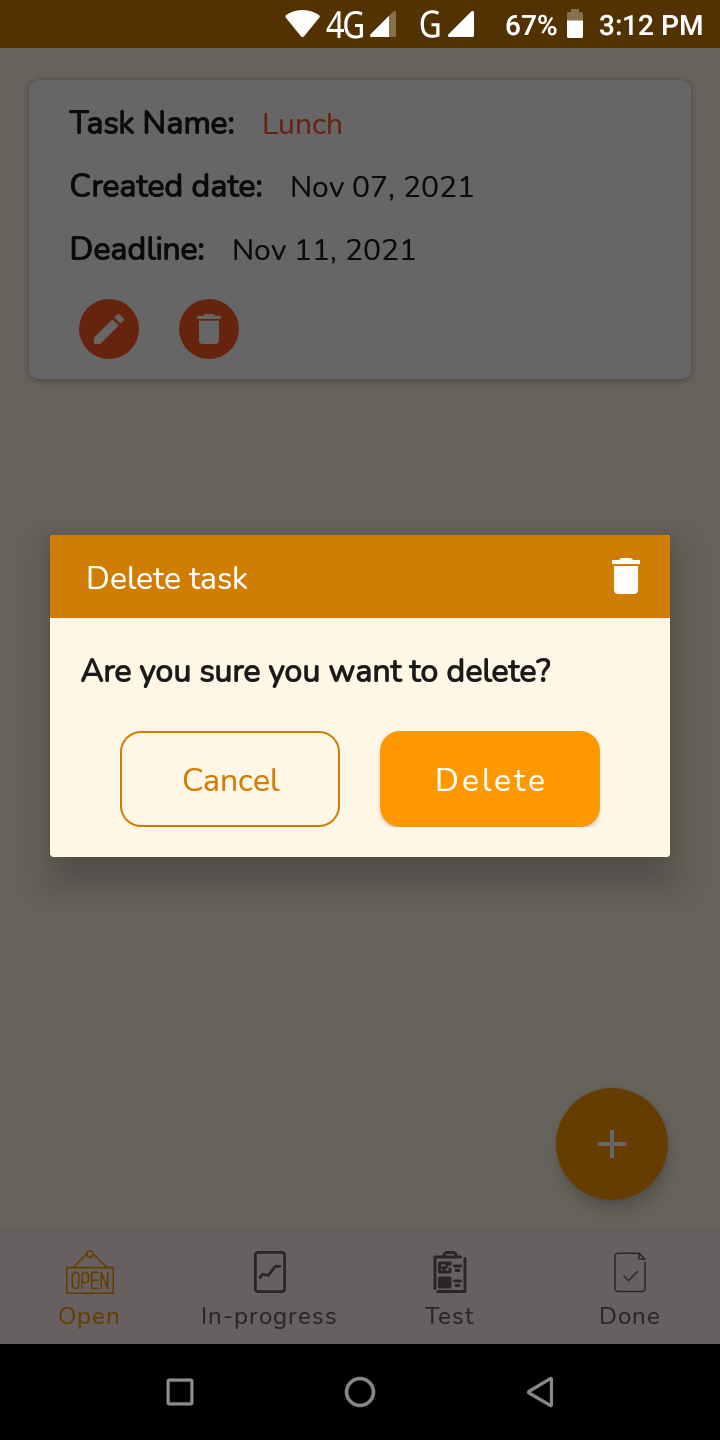 4G G 67% 3:12 PM
Task Name: Lunch
Created date: Nov 07, 2021
Deadline: Nov 11, 2021
Delete task
Are you sure you want to delete?
Cancel Delete
OPEN
Open In-progress Test Done